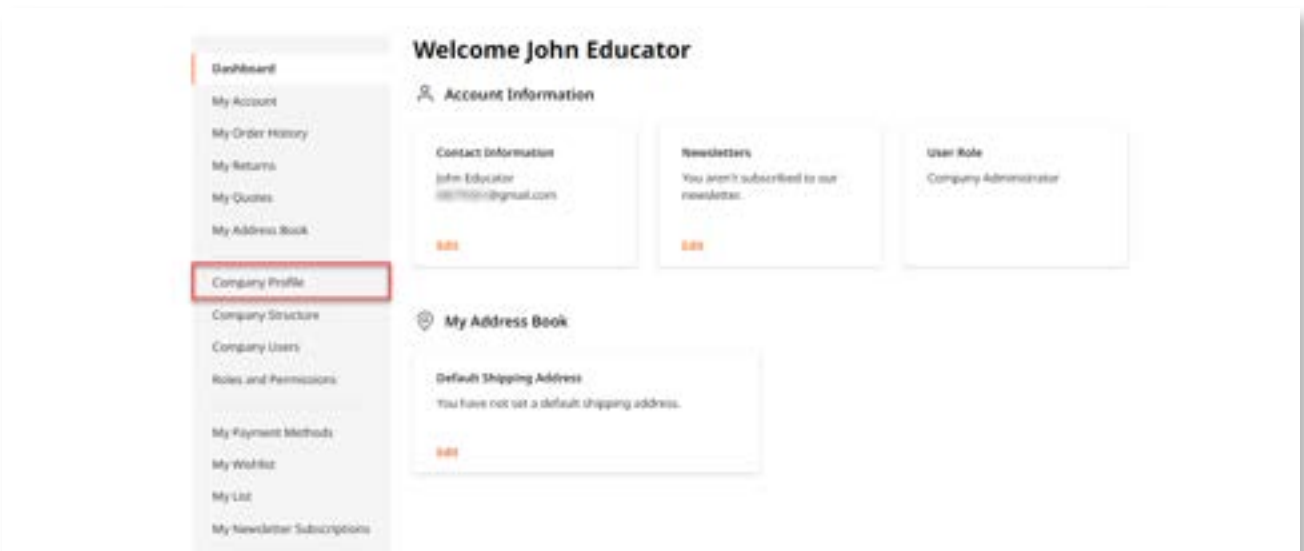 Dashboard
My Account
My Order History
My Returns
My Quotes
My Address Book
Company Profile
Company Structure
Company Users
Roles and Permissions
My Payment Methods
My Wishlist
My List
My Newsletter Subscriptions
Welcome John Educator
Account Information
Contact Information
John Educator
@gmail.com
Edit
Newsletters
You aren't subscribed to our
newsletter.
Edit
User Role
Company Administrator
My Address Book
Default Shipping Address
You have not set a default shipping address.
Edit